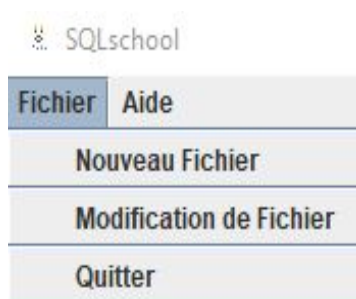 SQLschool
Fichier Aide
Nouveau Fichier
Modification de Fichier
Quitter